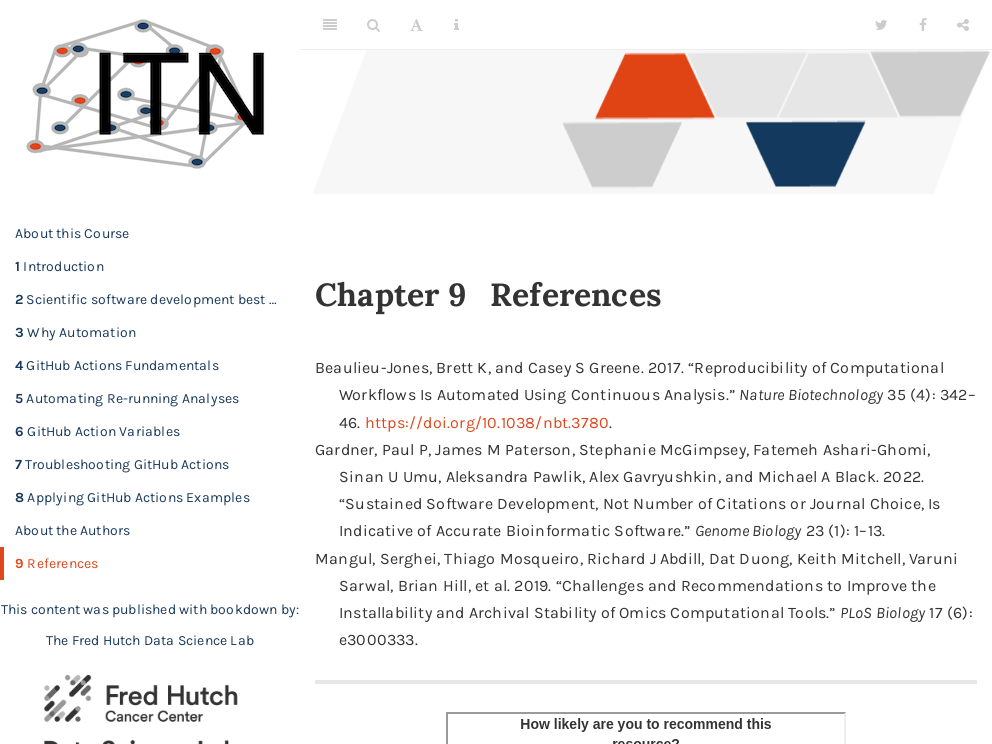 ITN
About this Course
1 Introduction
2 Scientific software development best ...
3 Why Automation
4 GitHub Actions Fundamentals
5 Automating Re-running Analyses
6 GitHub Action Variables
7 Troubleshooting GitHub Actions
8 Applying GitHub Actions Examples
About the Authors
9 References
This content was published with bookdown by:
The Fred Hutch Data Science Lab
Fred Hutch
Cancer Center
Data Science Lab
Chapter 9 References
Beaulieu-Jones, Brett K, and Casey S Greene. 2017. “Reproducibility of Computational
Workflows Is Automated Using Continuous Analysis.” Nature Biotechnology 35 (4): 342–
46. https://doi.org/10.1038/nbt.3780.
Gardner, Paul P, James M Paterson, Stephanie McGimpsey, Fatemeh Ashari-Ghomi,
Sinan U Umu, Aleksandra Pawlik, Alex Gavryushkin, and Michael A Black. 2022.
“Sustained Software Development, Not Number of Citations or Journal Choice, Is
Indicative of Accurate Bioinformatic Software.” Genome Biology 23 (1): 1–13.
Mangul, Serghei, Thiago Mosqueiro, Richard J Abdill, Dat Duong, Keith Mitchell, Varuni
Sarwal, Brian Hill, et al. 2019. “Challenges and Recommendations to Improve the
Installability and Archival Stability of Omics Computational Tools.” PLoS Biology 17 (6):
e3000333.
How likely are you to recommend this
resource?